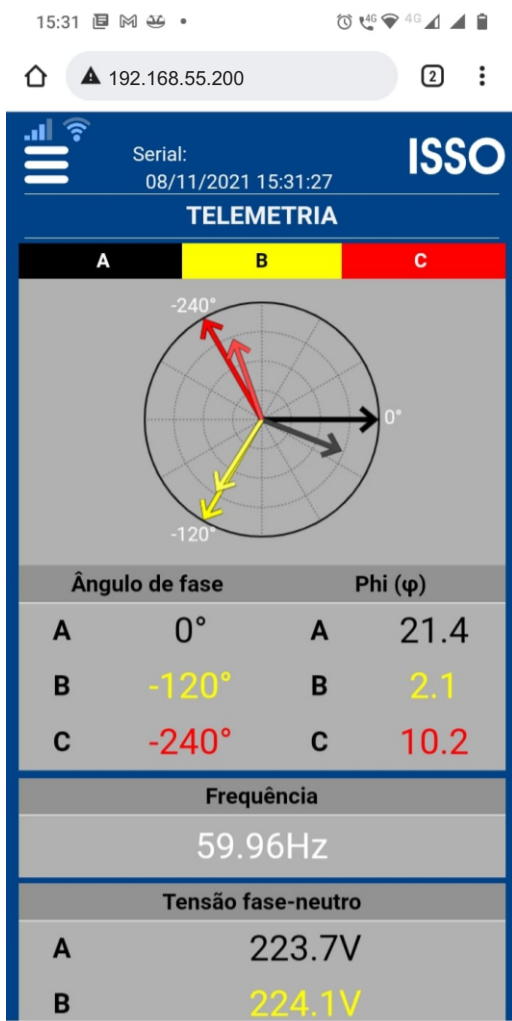 15:31
4G 4G
192.168.55.200 2
Serial:
08/11/2021 15:31:27
ISSO
TELEMETRIA
A B C
-240°
0°
-120°
Ângulo de fase Phi (φ)
A 0° A 21.4
B -120° B 2.1
C -240° C 10.2
Frequência
59.96Hz
Tensão fase-neutro
A 223.7V
B 224.1V